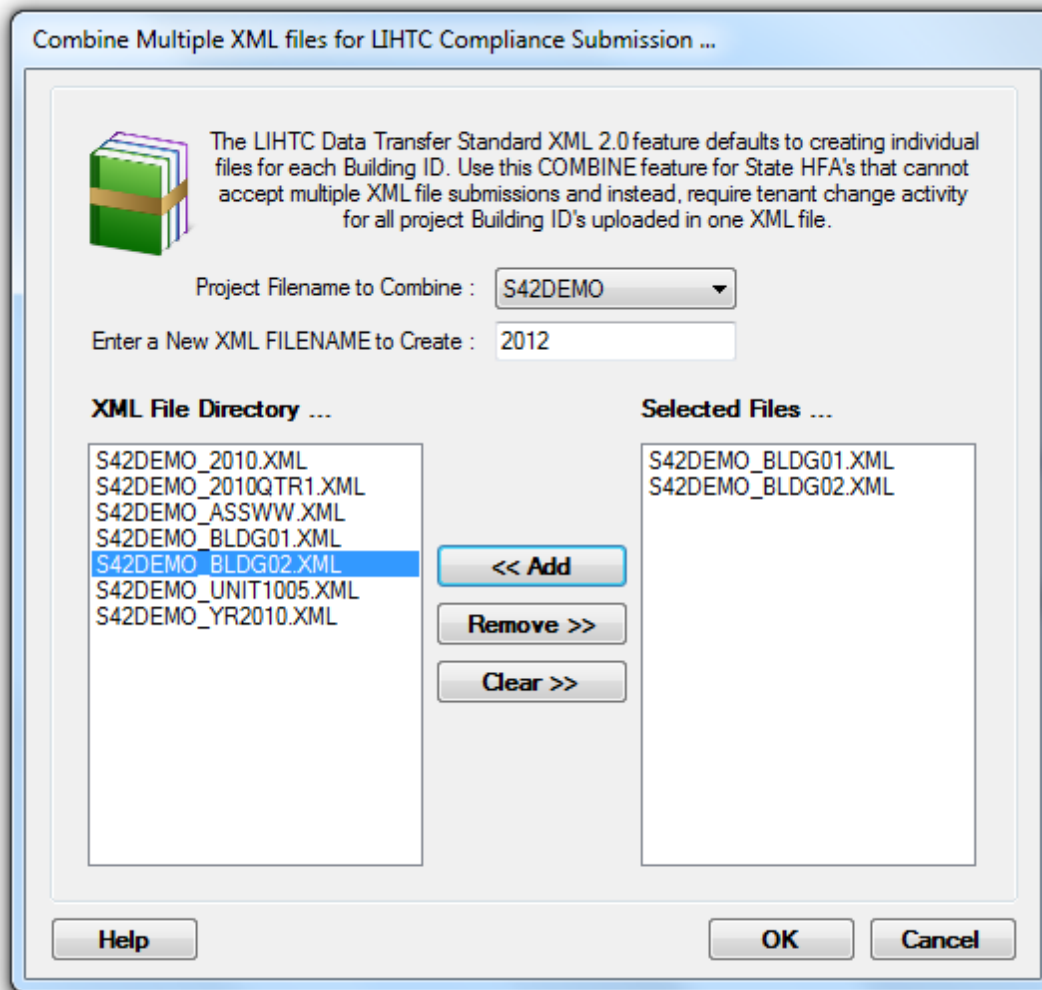 Combine Multiple XML files for LIHTC Compliance Submission ...
The LIHTC Data Transfer Standard XML 2.0 feature defaults to creating individual
files for each Building ID. Use this COMBINE feature for State HFA's that cannot
accept multiple XML file submissions and instead, require tenant change activity
for all project Building ID's uploaded in one XML file.
Project Filename to Combine : S42DEMO
Enter a New XML FILENAME to Create : 2012
XML File Directory ...
S42DEMO_2010.XML
S42DEMO_2010QTR1.XML
S42DEMO_ASSWW.XML
S42DEMO_BLDG01.XML
S42DEMO_BLDG02.XML
S42DEMO_UNIT1005.XML
S42DEMO_YR2010.XML
<< Add
Remove >>
Clear >>
Selected Files ...
S42DEMO_BLDG01.XML
S42DEMO_BLDG02.XML
Help
OK
Cancel